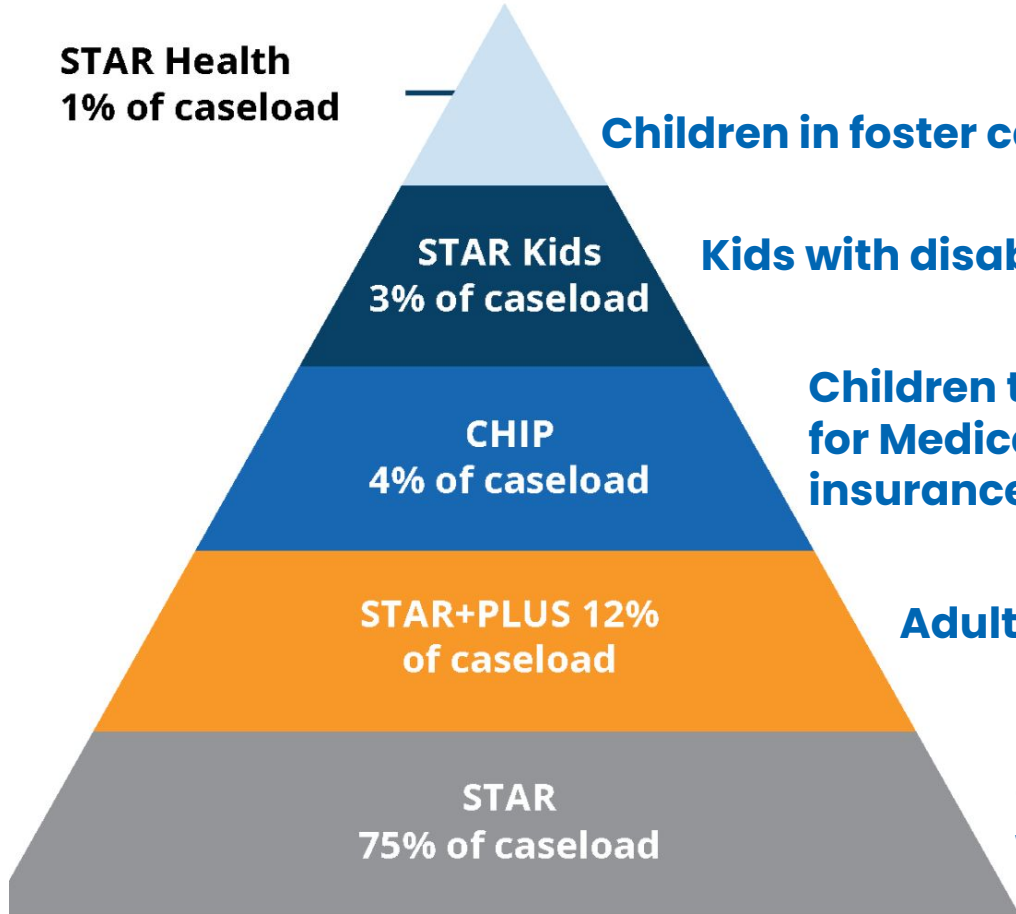 STAR Health
1% of caseload
Children in foster
STAR Kids
3% of caseload
Kids with
CHIP
4% of caseload
Children
for
insurance
STAR+PLUS 12%
of caseload
STAR
75% of caseload